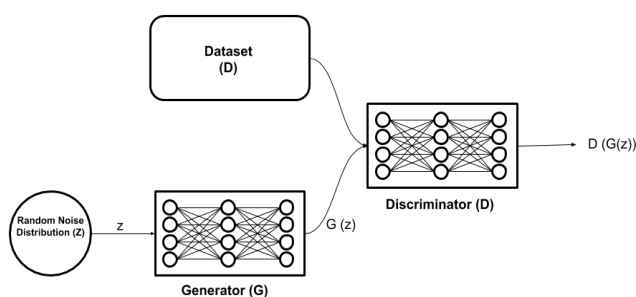 Dataset
(D)
D (G(z))
Discriminator (D)
Random Noise
Distribution (Z)
z
G (z)
Generator (G)